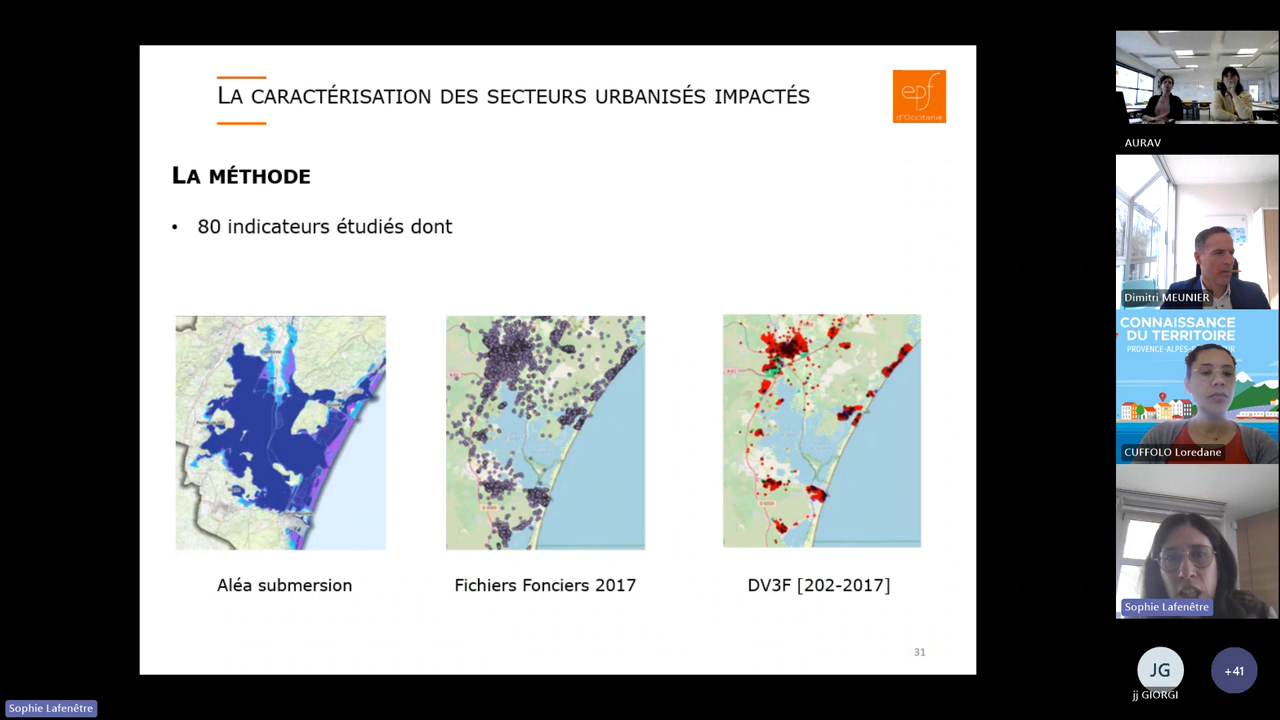 LA CARACTÉRISATION DES SECTEURS URBANISÉS IMPACTÉS
epf
d'Occitanie
LA MÉTHODE
• 80 indicateurs étudiés dont
Aléa submersion
Fichiers Fonciers 2017
DV3F [202-2017]
31
AURAV
Dimitri MEUNIER
CONNAISSANCE
DU TERRITOIRE
CUFFOLO Loredane
Sophie Lafenêtre
JG
+41
jj GIORGI
Sophie Lafenêtre